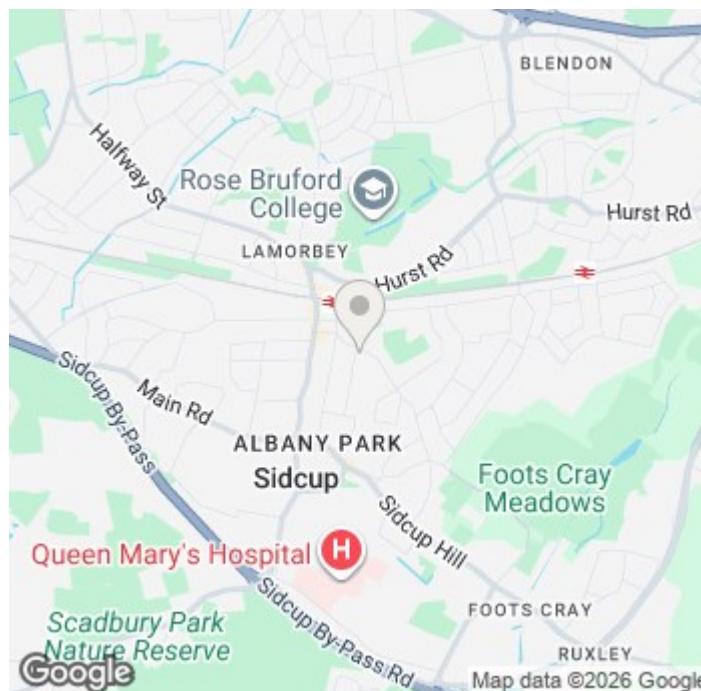 BLENDON
Halfway St
Rose Bruford
College
Hurst Rd
LAMORBEY
Hurst Rd
Sidcup By-Pass
Main Rd
ALBANY PARK
Sidcup
Foots Cray
Meadows
Sidcup Hill
Queen Mary's Hospital
H
Sidcup By-Pass Rd
FOOTS CRAY
Scadbury Park
Nature Reserve
RUXLEY
Google
Map data ©2026 Google